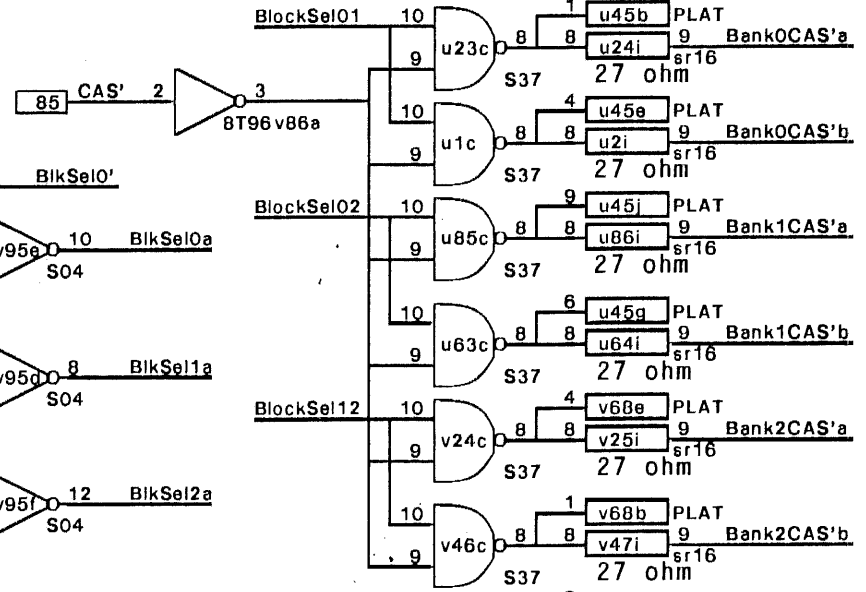 BlockSel01 10 1 u45b PLAT
u23c 8 8 u24i 9 Bank0CAS'a
9 S37 27 ohm sr16
85 CAS' 2 3
BT96 v86a
10 4 u45e PLAT
u1c 8 8 u2i 9 Bank0CAS'b
9 S37 27 ohm sr16
BlkSel0'
BlockSel02 10 9 u45j PLAT
u85c 8 8 u86i 9 Bank1CAS'a
9 S37 27 ohm sr16
v95e 10 BlkSel0a
S04
10 6 u45g PLAT
u63c 8 8 u64i 9 Bank1CAS'b
9 S37 27 ohm sr16
v95d 8 BlkSel1a
S04
BlockSel12 10 4 v68e PLAT
v24c 8 8 v25i 9 Bank2CAS'a
9 S37 27 ohm sr16
v95f 12 BlkSel2a
S04
10 1 v68b PLAT
v46c 8 8 v47i 9 Bank2CAS'b
9 S37 27 ohm sr16